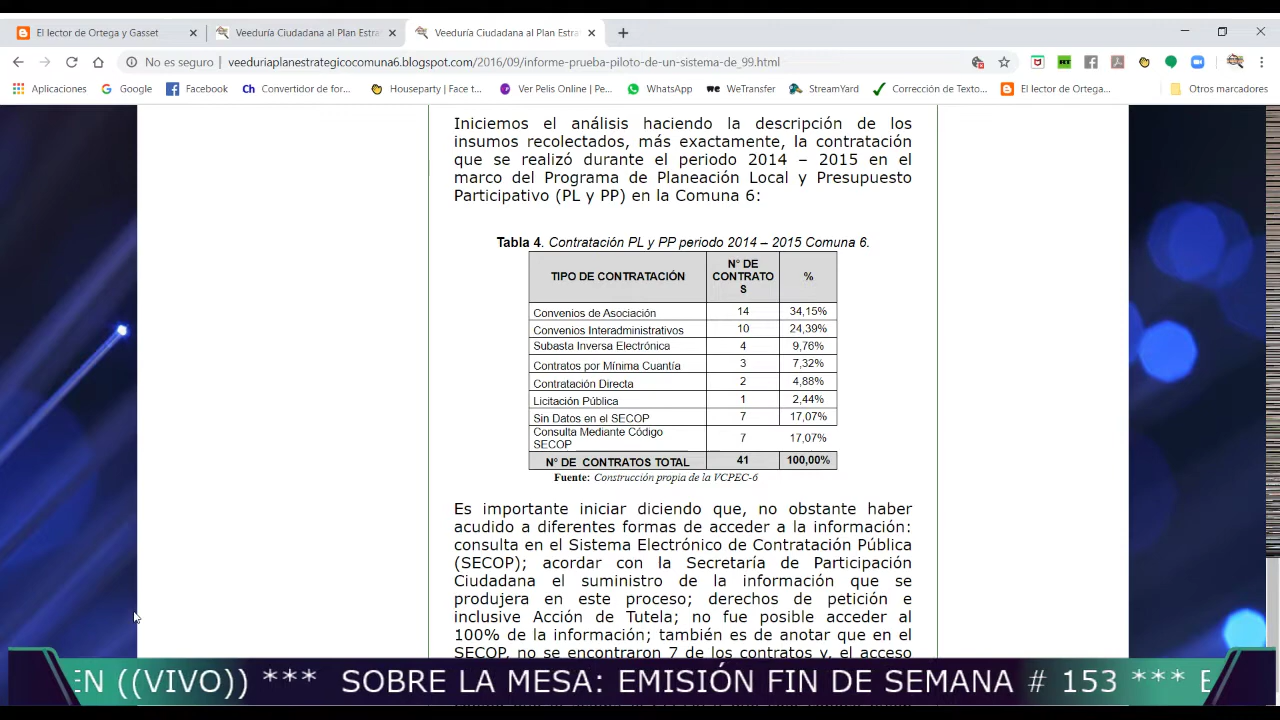 El lector de Ortega y Gasset
Veeduría Ciudadana al Plan Estra
Veeduría Ciudadana al Plan Estra
No es seguro | veeduriaplanestrategicocomuna6.blogspot.com/2016/09/informe-prueba-piloto-de-un-sistema-de_99.html
Aplicaciones Google Facebook Convertidor de for... Houseparty | Face t... Ver Pelis Online | Pe... WhatsApp WeTransfer StreamYard Corrección de Texto... El lector de Ortega... Otros marcadores
Iniciemos el análisis haciendo la descripción de los
insumos recolectados, más exactamente, la contratación
que se realizó durante el periodo 2014 – 2015 en el
marco del Programa de Planeación Local y Presupuesto
Participativo (PL y PP) en la Comuna 6:
Tabla 4. Contratación PL y PP periodo 2014 – 2015 Comuna 6.
TIPO DE CONTRATACIÓN N° DE CONTRATO S %
Convenios de Asociación 14 34,15%
Convenios Interadministrativos 10 24,39%
Subasta Inversa Electrónica 4 9,76%
Contratos por Mínima Cuantía 3 7,32%
Contratación Directa 2 4,88%
Licitación Pública 1 2,44%
Sin Datos en el SECOP 7 17,07%
Consulta Mediante Código
SECOP 7 17,07%
N° DE CONTRATOS TOTAL 41 100,00%
Fuente: Construcción propia de la VCPEC-6
Es importante iniciar diciendo que, no obstante haber
acudido a diferentes formas de acceder a la información:
consulta en el Sistema Electrónico de Contratación Pública
(SECOP); acordar con la Secretaría de Participación
Ciudadana el suministro de la información que se
produjera en este proceso; derechos de petición e
inclusive Acción de Tutela; no fue posible acceder al
100% de la información; también es de anotar que en el
SECOP, no se encontraron 7 de los contratos y, el acceso
EN ((VIVO)) *** SOBRE LA MESA: EMISIÓN FIN DE SEMANA # 153 *** E